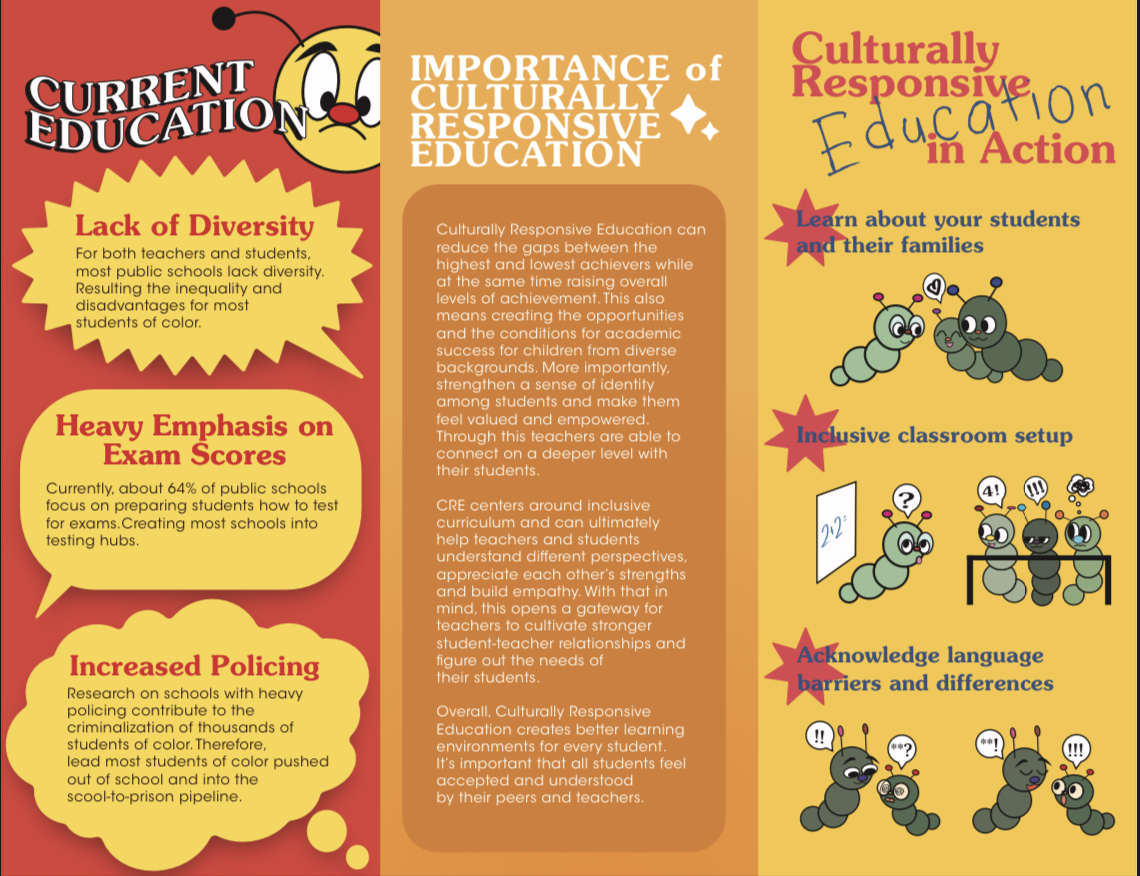 CURRENT
EDUCATION
Lack of Diversity
For both teachers and students,
most public schools lack diversity.
Resulting the inequality and
disadvantages for most
students of color.
Heavy Emphasis on
Exam Scores
Currently, about 64% of public schools
focus on preparing students how to test
for exams.Creating most schools into
testing hubs.
Increased Policing
Research on schools with heavy
policing contribute to the
criminalization of thousands of
students of color. Therefore,
lead most students of color pushed
out of school and into the
scool-to-prison pipeline.
IMPORTANCE of
CULTURALLY
RESPONSIVE
EDUCATION
Culturally Responsive Education can
reduce the gaps between the
highest and lowest achievers while
at the same time raising overall
levels of achievement. This also
means creating the opportunities
and the conditions for academic
success for children from diverse
backgrounds. More importantly,
strengthen a sense of identity
among students and make them
feel valued and empowered.
Through this teachers are able to
connect on a deeper level with
their students.
CRE centers around inclusive
curriculum and can ultimately
help teachers and students
understand different perspectives,
appreciate each other's strengths
and build empathy. With that in
mind, this opens a gateway for
teachers to cultivate stronger
student-teacher relationships and
figure out the needs of
their students.
Overall, Culturally Responsive
Education creates better learning
environments for every student.
It's important that all students feel
accepted and understood
by their peers and teachers.
Culturally
Responsive
Education
in Action
Learn about your students
and their families
Inclusive classroom setup
2+2=
?
4!
!!!
Acknowledge language
barriers and differences
!!
**?
**!
!!!